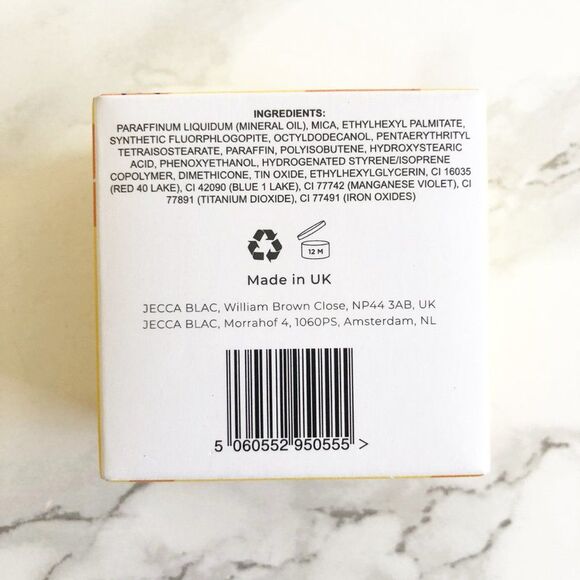 INGREDIENTS:
PARAFFINUM LIQUIDUM (MINERAL OIL), MICA, ETHYLHEXYL PALMITATE,
SYNTHETIC FLUORPHLOGOPITE, OCTYLDODECANOL, PENTAERYTHRITYL
TETRAISOSTEARATE, PARAFFIN, POLYISOBUTENE, HYDROXYSTEARIC
ACID, PHENOXYETHANOL, HYDROGENATED STYRENE/ISOPRENE
COPOLYMER, DIMETHICONE, TIN OXIDE, ETHYLHEXYLGLYCERIN, CI 16035
(RED 40 LAKE), CI 42090 (BLUE 1 LAKE), CI 77742 (MANGANESE VIOLET), CI
77891 (TITANIUM DIOXIDE), CI 77491 (IRON OXIDES)
12 M
Made in UK
JECCA BLAC, William Brown Close, NP44 3AB, UK
JECCA BLAC, Morrahof 4, 1060PS, Amsterdam, NL
5 060552 950555 >